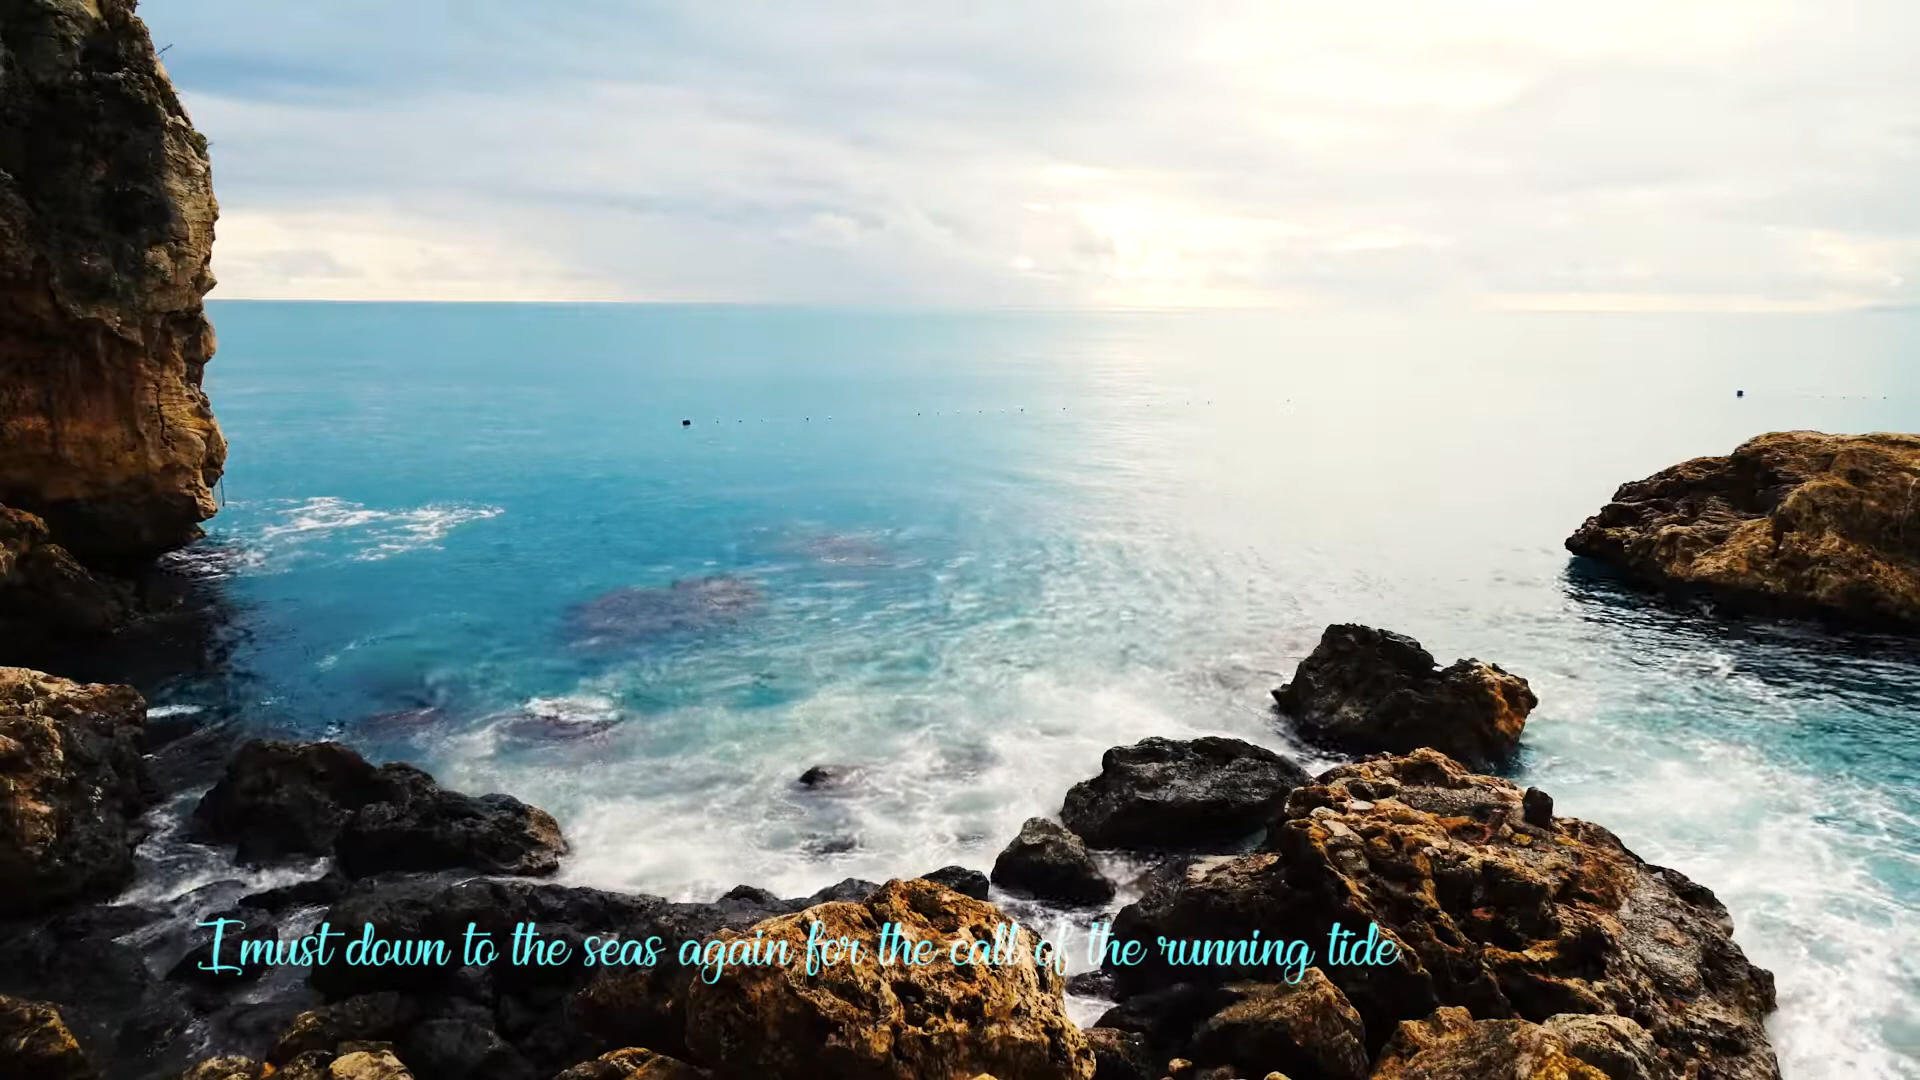 I must down to the seas again for the call of the running tide